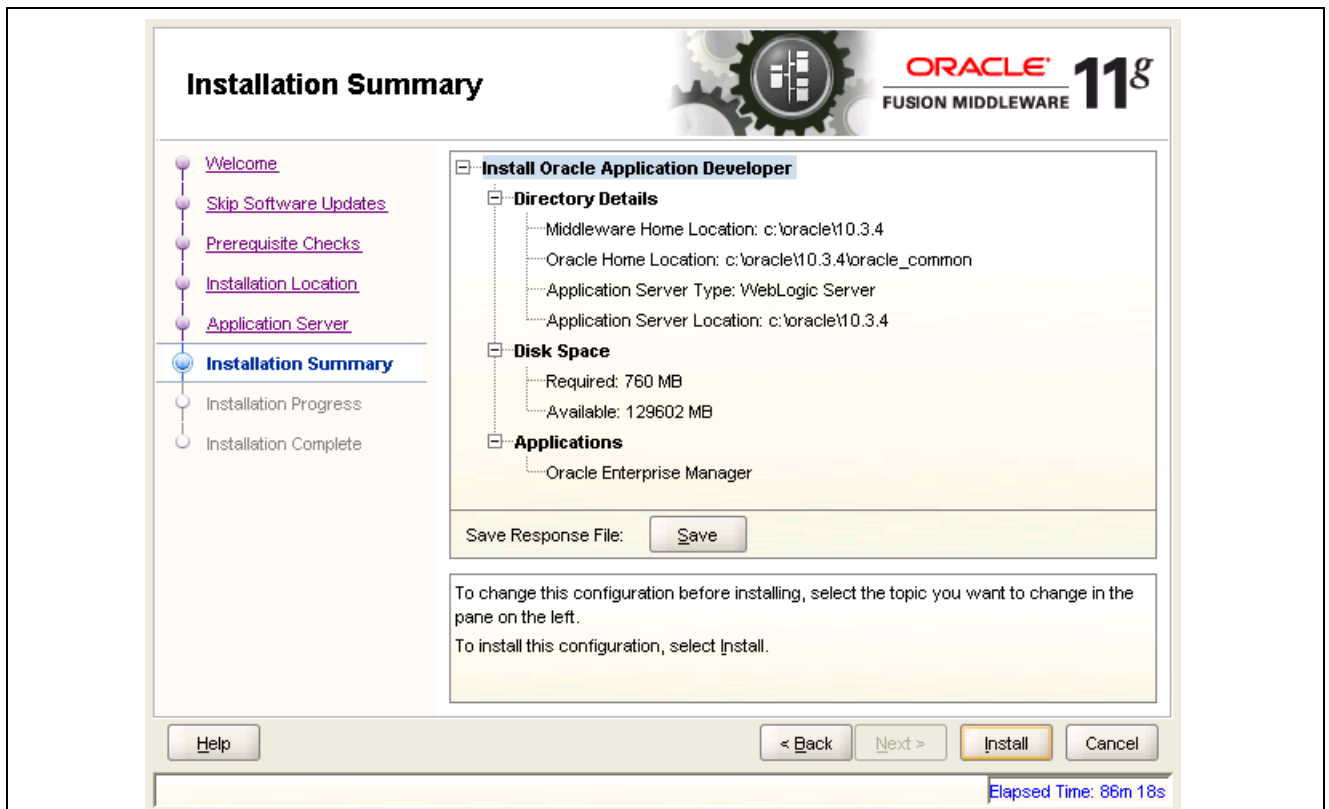 Installation Summary
ORACLE
FUSION MIDDLEWARE
11g
Welcome
Skip Software Updates
Prerequisite Checks
Installation Location
Application Server
Installation Summary
Installation Progress
Installation Complete
Install Oracle Application Developer
Directory Details
Middleware Home Location: c:\oracle\10.3.4
Oracle Home Location: c:\oracle\10.3.4\oracle_common
Application Server Type: WebLogic Server
Application Server Location: c:\oracle\10.3.4
Disk Space
Required: 760 MB
Available: 129602 MB
Applications
Oracle Enterprise Manager
Save Response File: Save
To change this configuration before installing, select the topic you want to change in the
pane on the left.
To install this configuration, select Install.
Help
< Back
Next >
Install
Cancel
Elapsed Time: 86m 18s